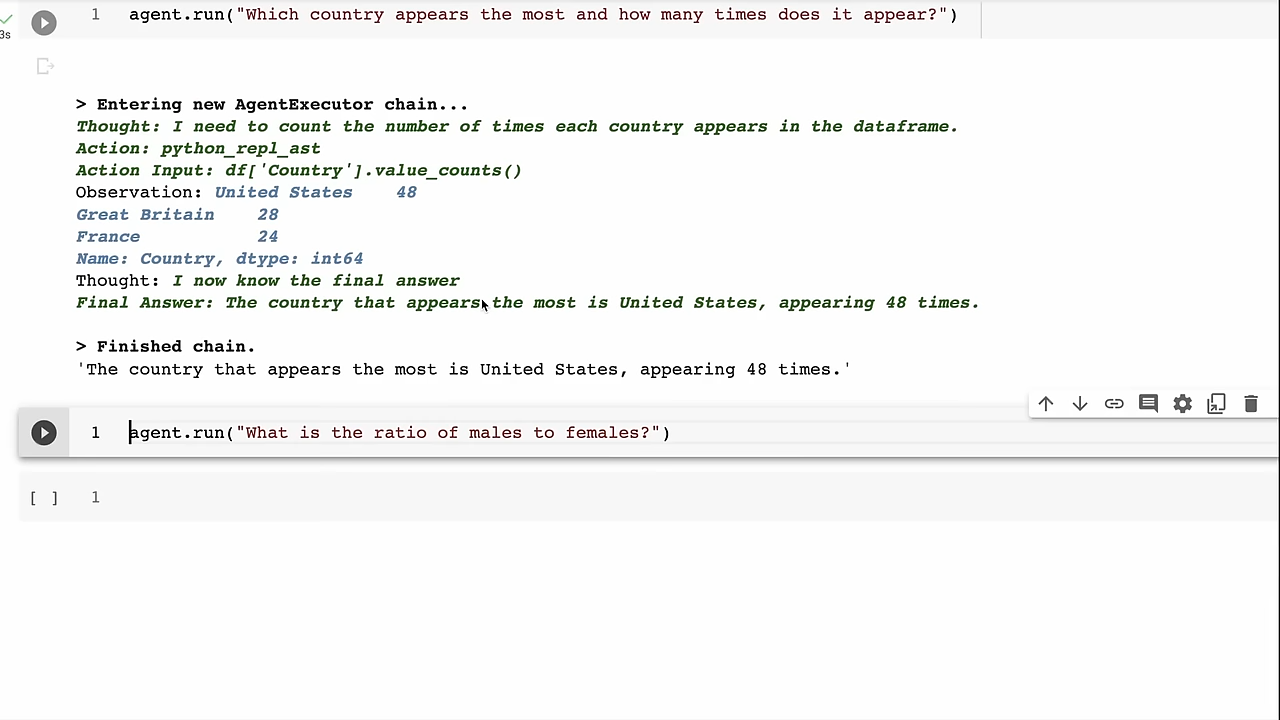 1 agent.run("Which country appears the most and how many times does it appear?")
3s
> Entering new AgentExecutor chain...
Thought: I need to count the number of times each country appears in the dataframe.
Action: python_repl_ast
Action Input: df['Country'].value_counts()
Observation: United States    48
Great Britain    28
France           24
Name: Country, dtype: int64
Thought: I now know the final answer
Final Answer: The country that appears the most is United States, appearing 48 times.
> Finished chain.
'The country that appears the most is United States, appearing 48 times.'
1 agent.run("What is the ratio of males to females?")
[ ] 1